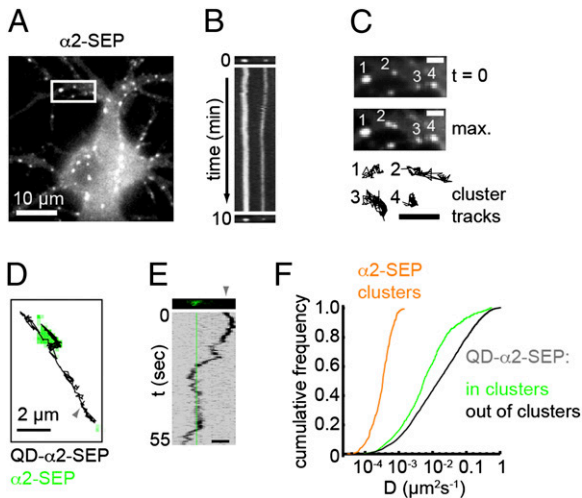 A
B
C
α2-SEP
10 µm
0
time (min)
10
1
2
3
4
t = 0
1
2
3
4
max.
1
2
3
4
cluster
tracks
D
E
F
2 µm
QD-α2-SEP
α2-SEP
0
t (sec)
55
α2-SEP
clusters
cumulative frequency
1.0
0.8
0.6
0.4
0.2
0
QD-α2-SEP:
in clusters
out of clusters
10⁻⁴
10⁻³
10⁻²
0.1
1
D (µm²s⁻¹)